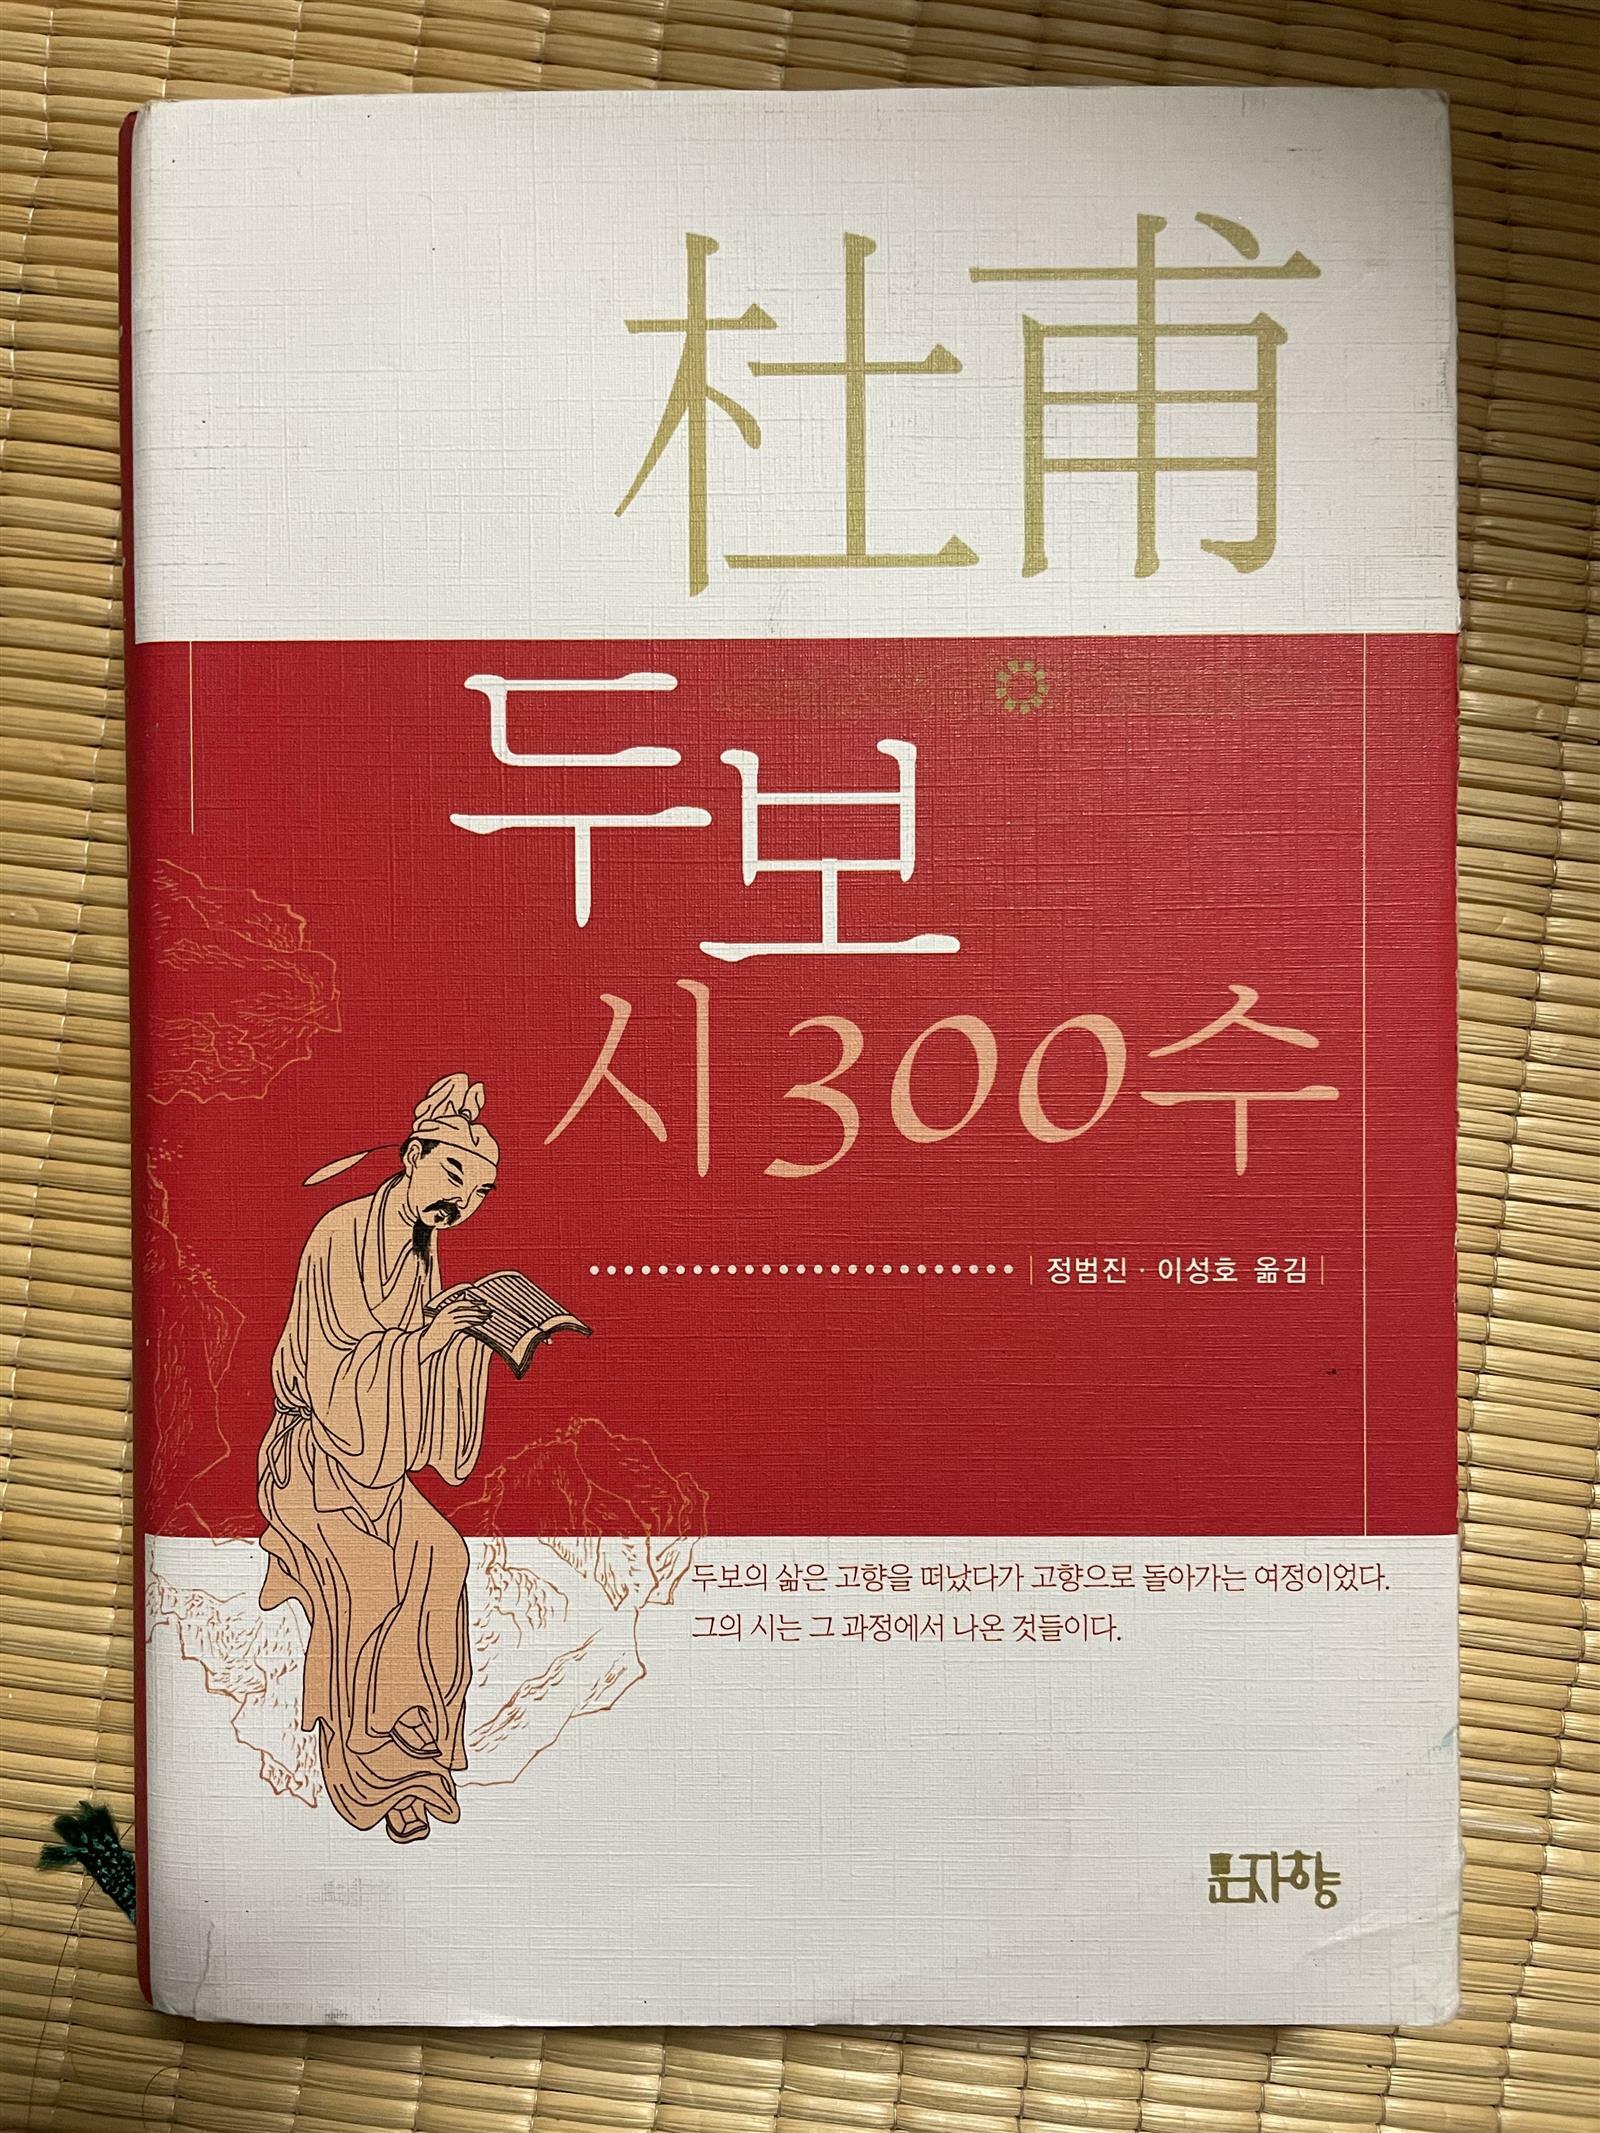 杜甫
두보
시 300수
정범진 · 이성호 옮김
두보의 삶은 고향을 떠났다가 고향으로 돌아가는 여정이었다.
그의 시는 그 과정에서 나온 것들이다.
문자향